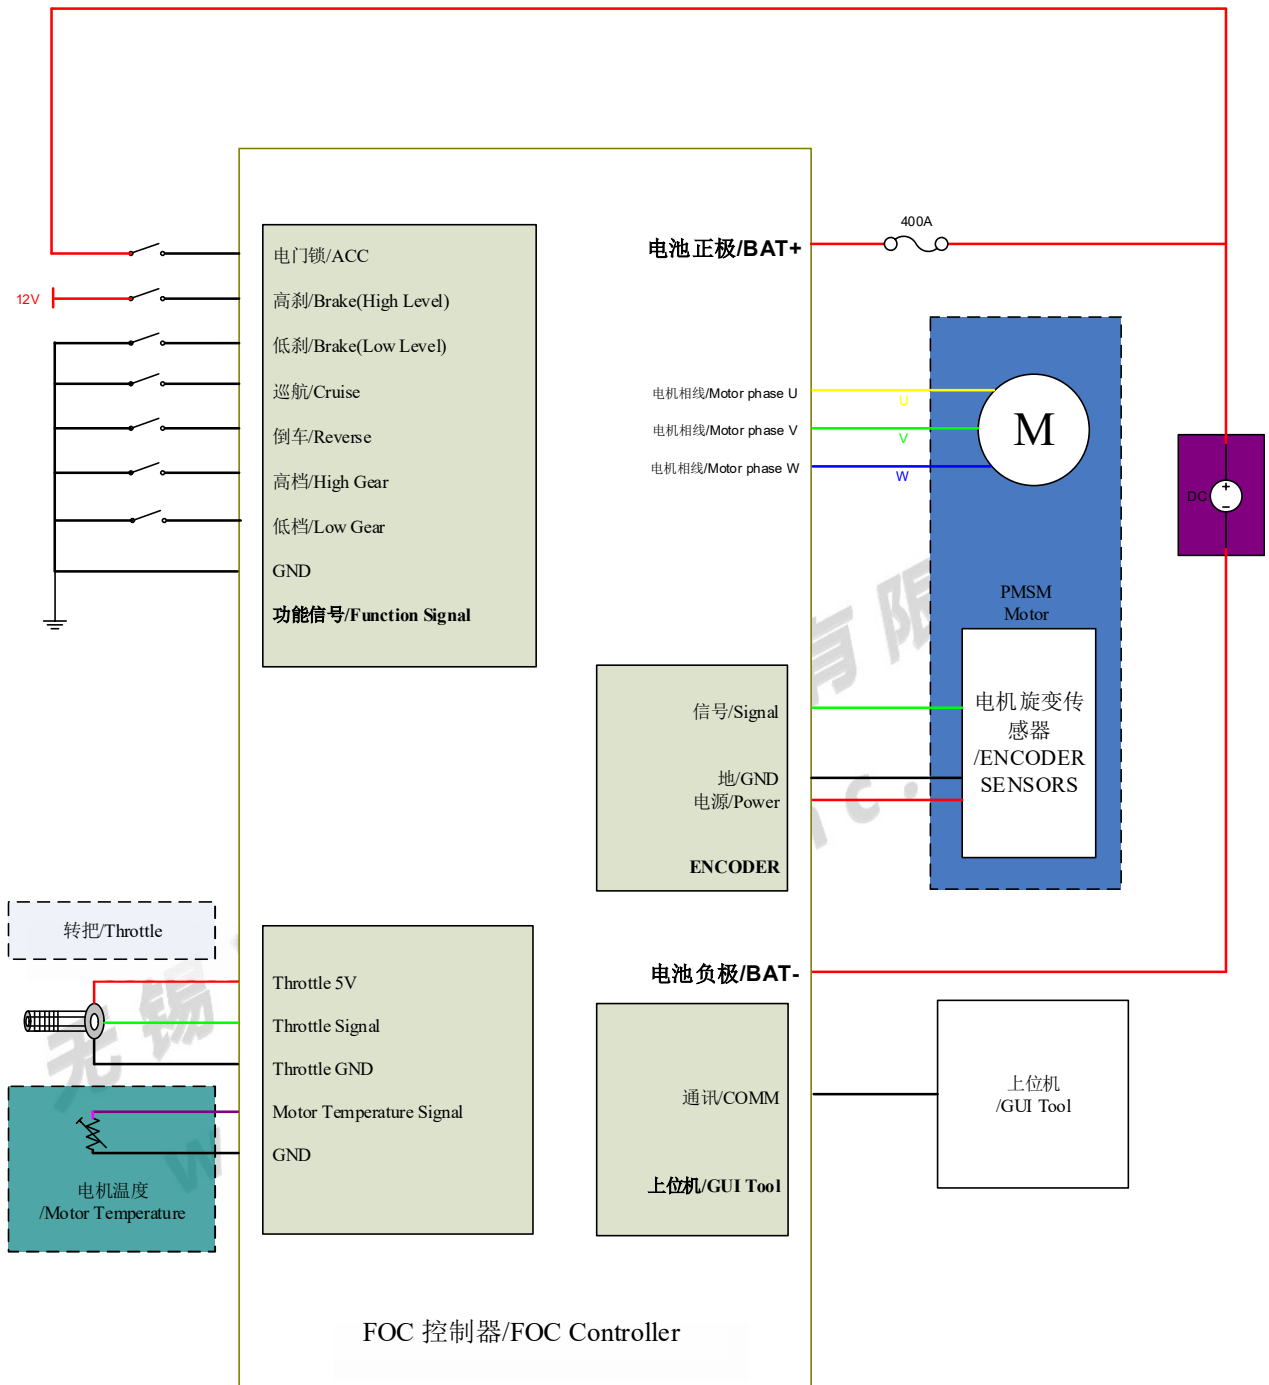 400A
电池正极/BAT+
电门锁/ACC
12V
高刹/Brake(High Level)
低刹/Brake(Low Level)
巡航/Cruise
倒车/Reverse
高档/High Gear
低档/Low Gear
GND
功能信号/Function Signal
电机相线/Motor phase U
U
电机相线/Motor phase V
V
电机相线/Motor phase W
W
M
DC
+
−
PMSM
Motor
信号/Signal
地/GND
电源/Power
ENCODER
电机旋变传
感器
/ENCODER
SENSORS
转把/Throttle
Throttle 5V
Throttle Signal
Throttle GND
Motor Temperature Signal
GND
电机温度
/Motor Temperature
电池负极/BAT-
通讯/COMM
上位机/GUI Tool
上位机
/GUI Tool
FOC 控制器/FOC Controller
无锡
有限